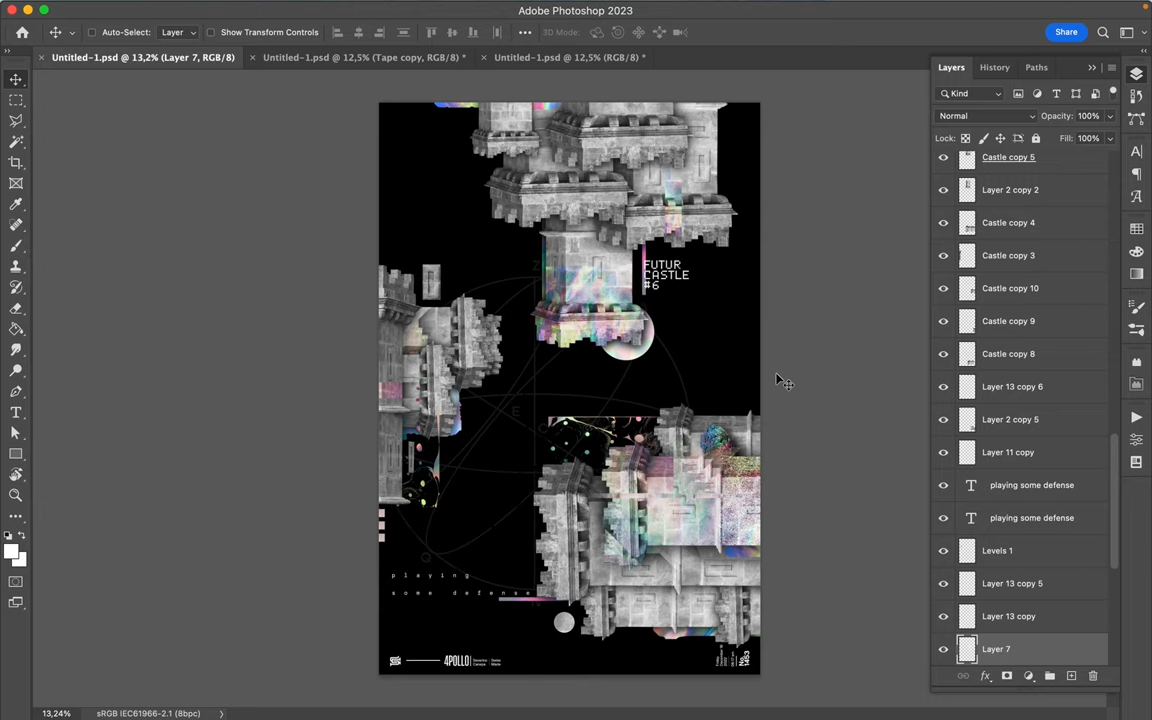 Adobe Photoshop 2023
Auto-Select:
Layer
Show Transform Controls
3D Mode:
Share
Untitled-1.psd @ 13,2% (Layer 7, RGB/8)
Untitled-1.psd @ 12,5% (Tape copy, RGB/8) *
Untitled-1.psd @ 12,5% (RGB/8) *
Layers
History
Paths
Kind
Normal
Opacity: 100%
Lock:
Fill: 100%
Castle copy 5
Layer 2 copy 2
Castle copy 4
Castle copy 3
Castle copy 10
Castle copy 9
Castle copy 8
Layer 13 copy 6
Layer 2 copy 5
Layer 11 copy
playing some defense
playing some defense
Levels 1
Layer 13 copy 5
Layer 13 copy
Layer 7
FUTUR
CASTLE
#6
Z
E
Q
playing
some defense
4POLLO
No.
1453
13,24%
sRGB IEC61966-2.1 (8bpc)